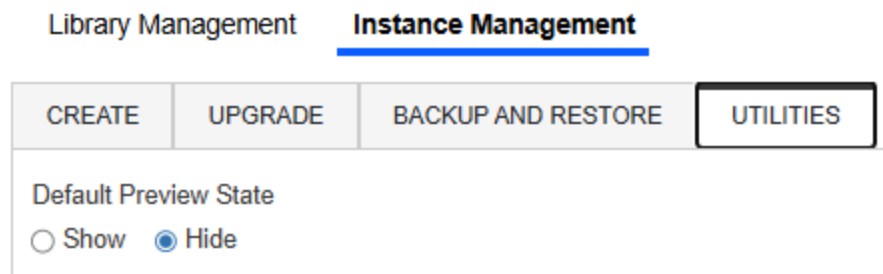 Library Management Instance Management
CREATE UPGRADE BACKUP AND RESTORE UTILITIES
Default Preview State
Show Hide